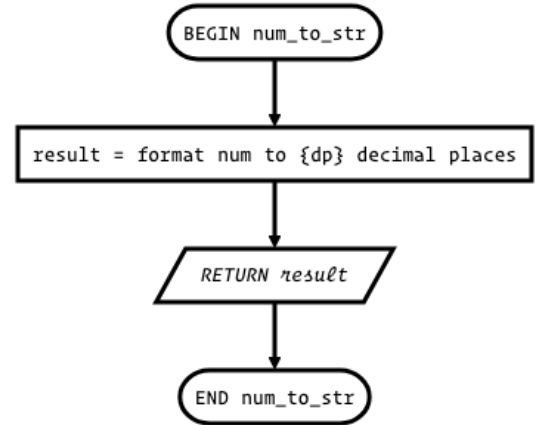 BEGIN num_to_str
result = format num to {dp} decimal places
RETURN result
END num_to_str